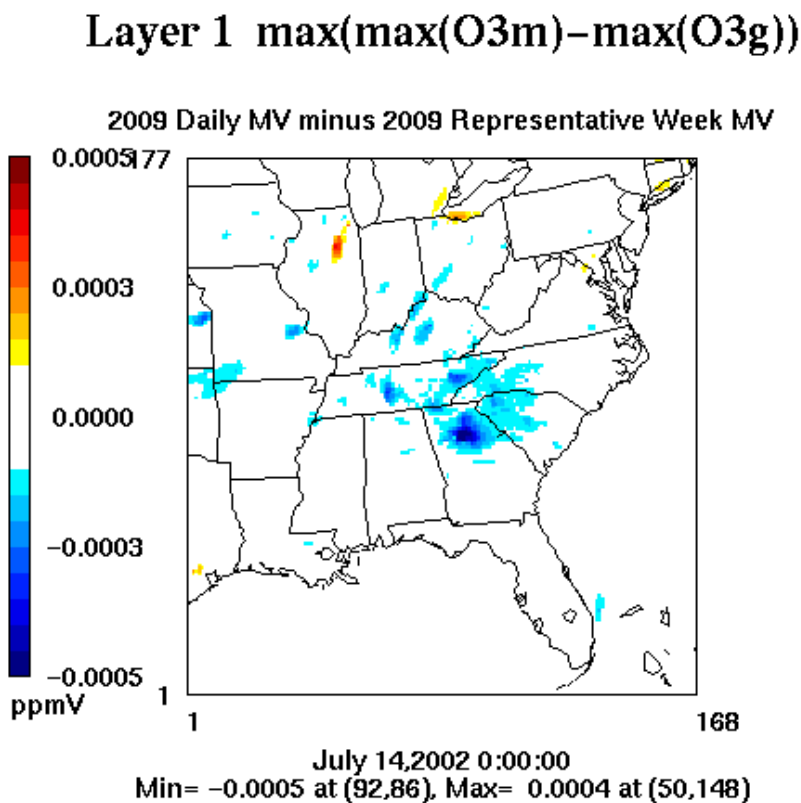 Layer 1 max(max(O3m)−max(O3g))
2009 Daily MV minus 2009 Representative Week MV
0.0005
177
0.0003
0.0000
−0.0003
−0.0005
ppmV
1
1
168
July 14,2002 0:00:00
Min= −0.0005 at (92,86), Max= 0.0004 at (50,148)